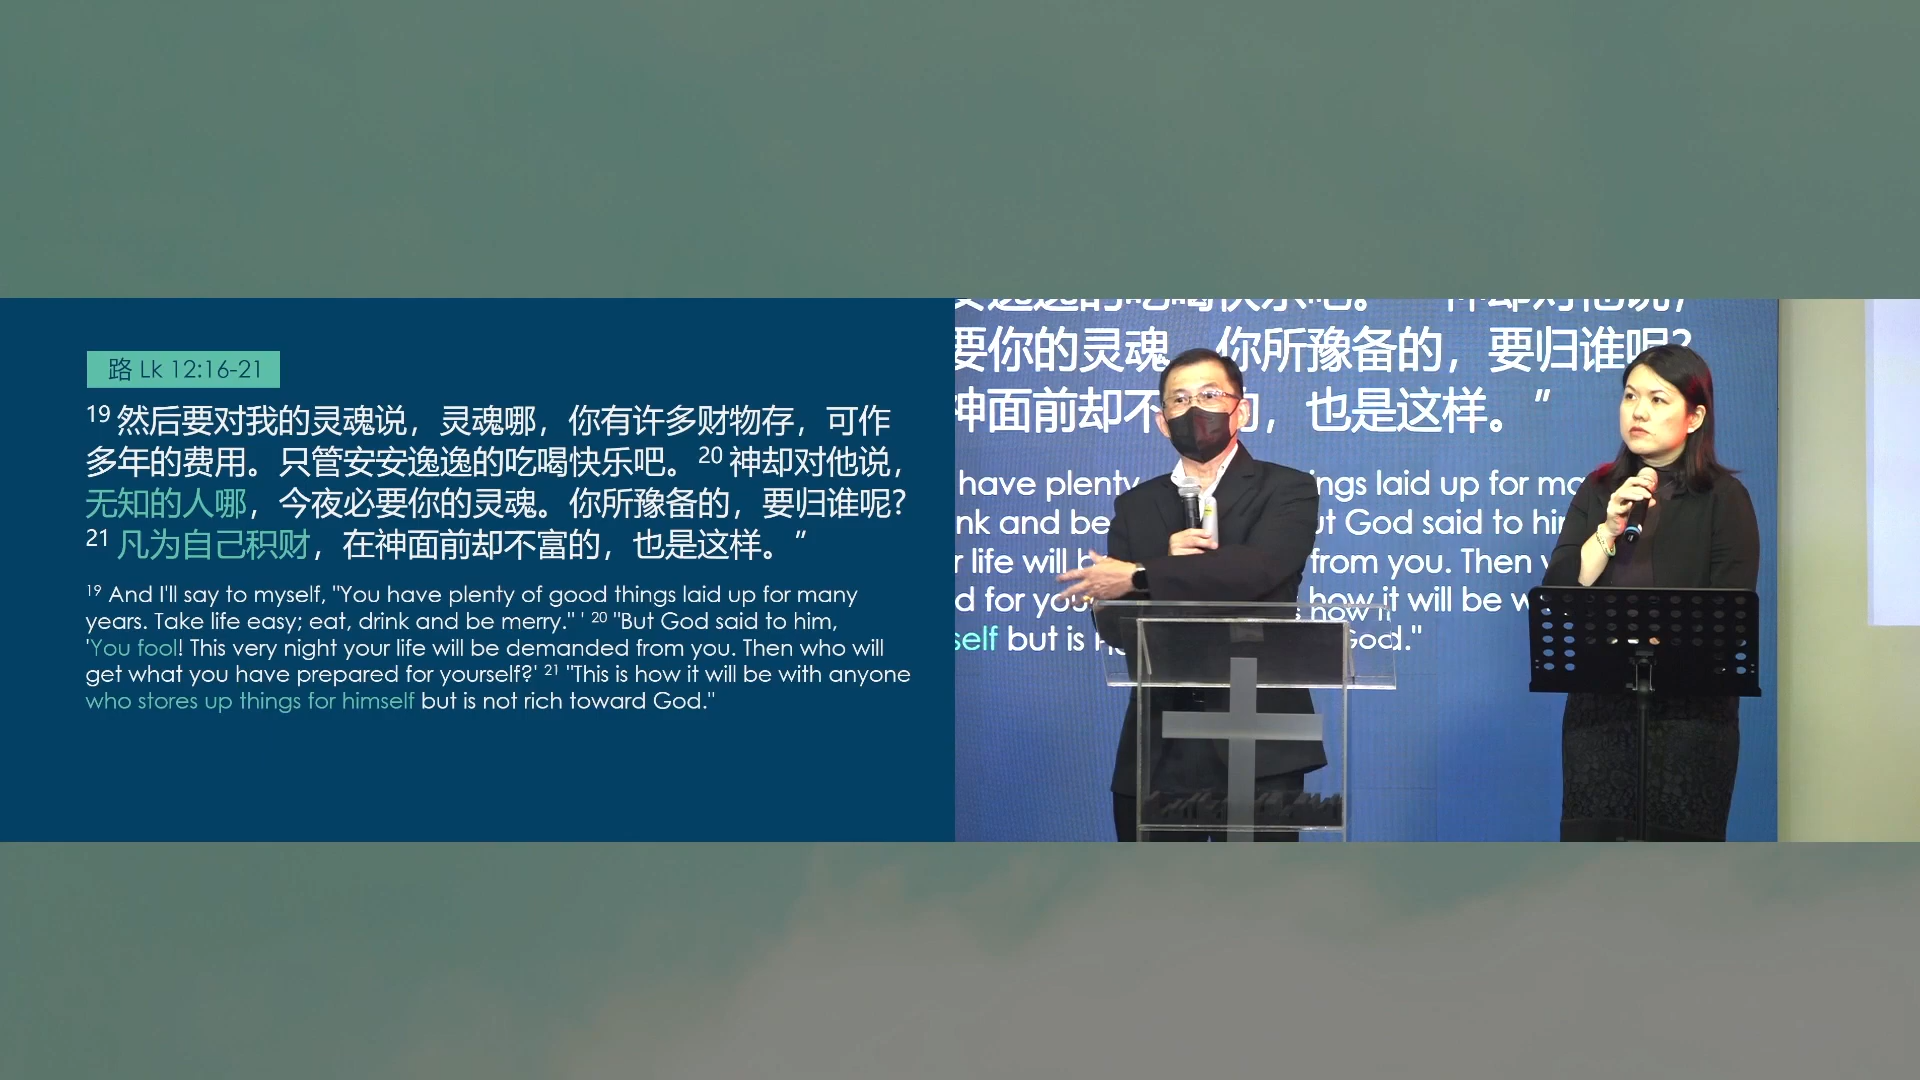 路 Lk 12:16-21
19 然后要对我的灵魂说，灵魂哪，你有许多财物存，可作
多年的费用。只管安安逸逸的吃喝快乐吧。20 神却对他说，
无知的人哪，今夜必要你的灵魂。你所豫备的，要归谁呢?
21 凡为自己积财，在神面前却不富的，也是这样。”
19 And I'll say to myself, "You have plenty of good things laid up for many
years. Take life easy; eat, drink and be merry." ' 20 "But God said to him,
'You fool! This very night your life will be demanded from you. Then who will
get what you have prepared for yourself?' 21 "This is how it will be with anyone
who stores up things for himself but is not rich toward God."
要你的灵魂 你所豫备的，要归谁呢?
神面前却不 的，也是这样。”
have plenty ings laid up for
nk and be ut God said to
life will from you. Then
d for you how it will be
self but is God."
how it